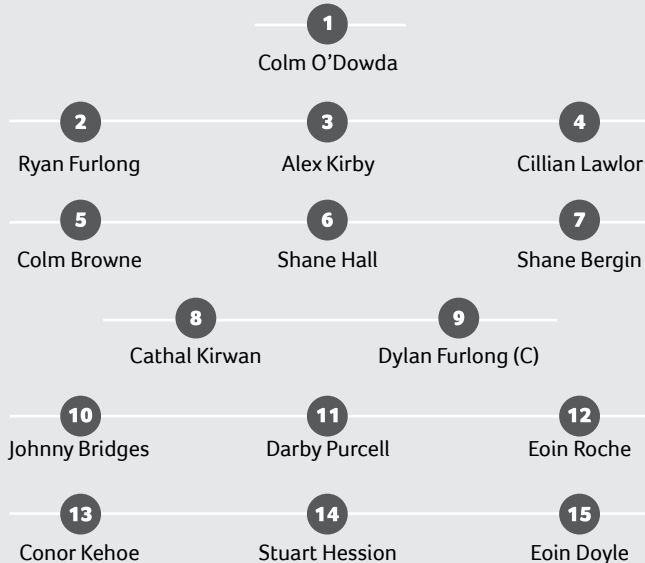 1
Colm O'Dowda
2 3 4
Ryan Furlong Alex Kirby Cillian Lawlor
5 6 7
Colm Browne Shane Hall Shane Bergin
8 9
Cathal Kirwan Dylan Furlong (C)
10 11 12
Johnny Bridges Darby Purcell Eoin Roche
13 14 15
Conor Kehoe Stuart Hession Eoin Doyle